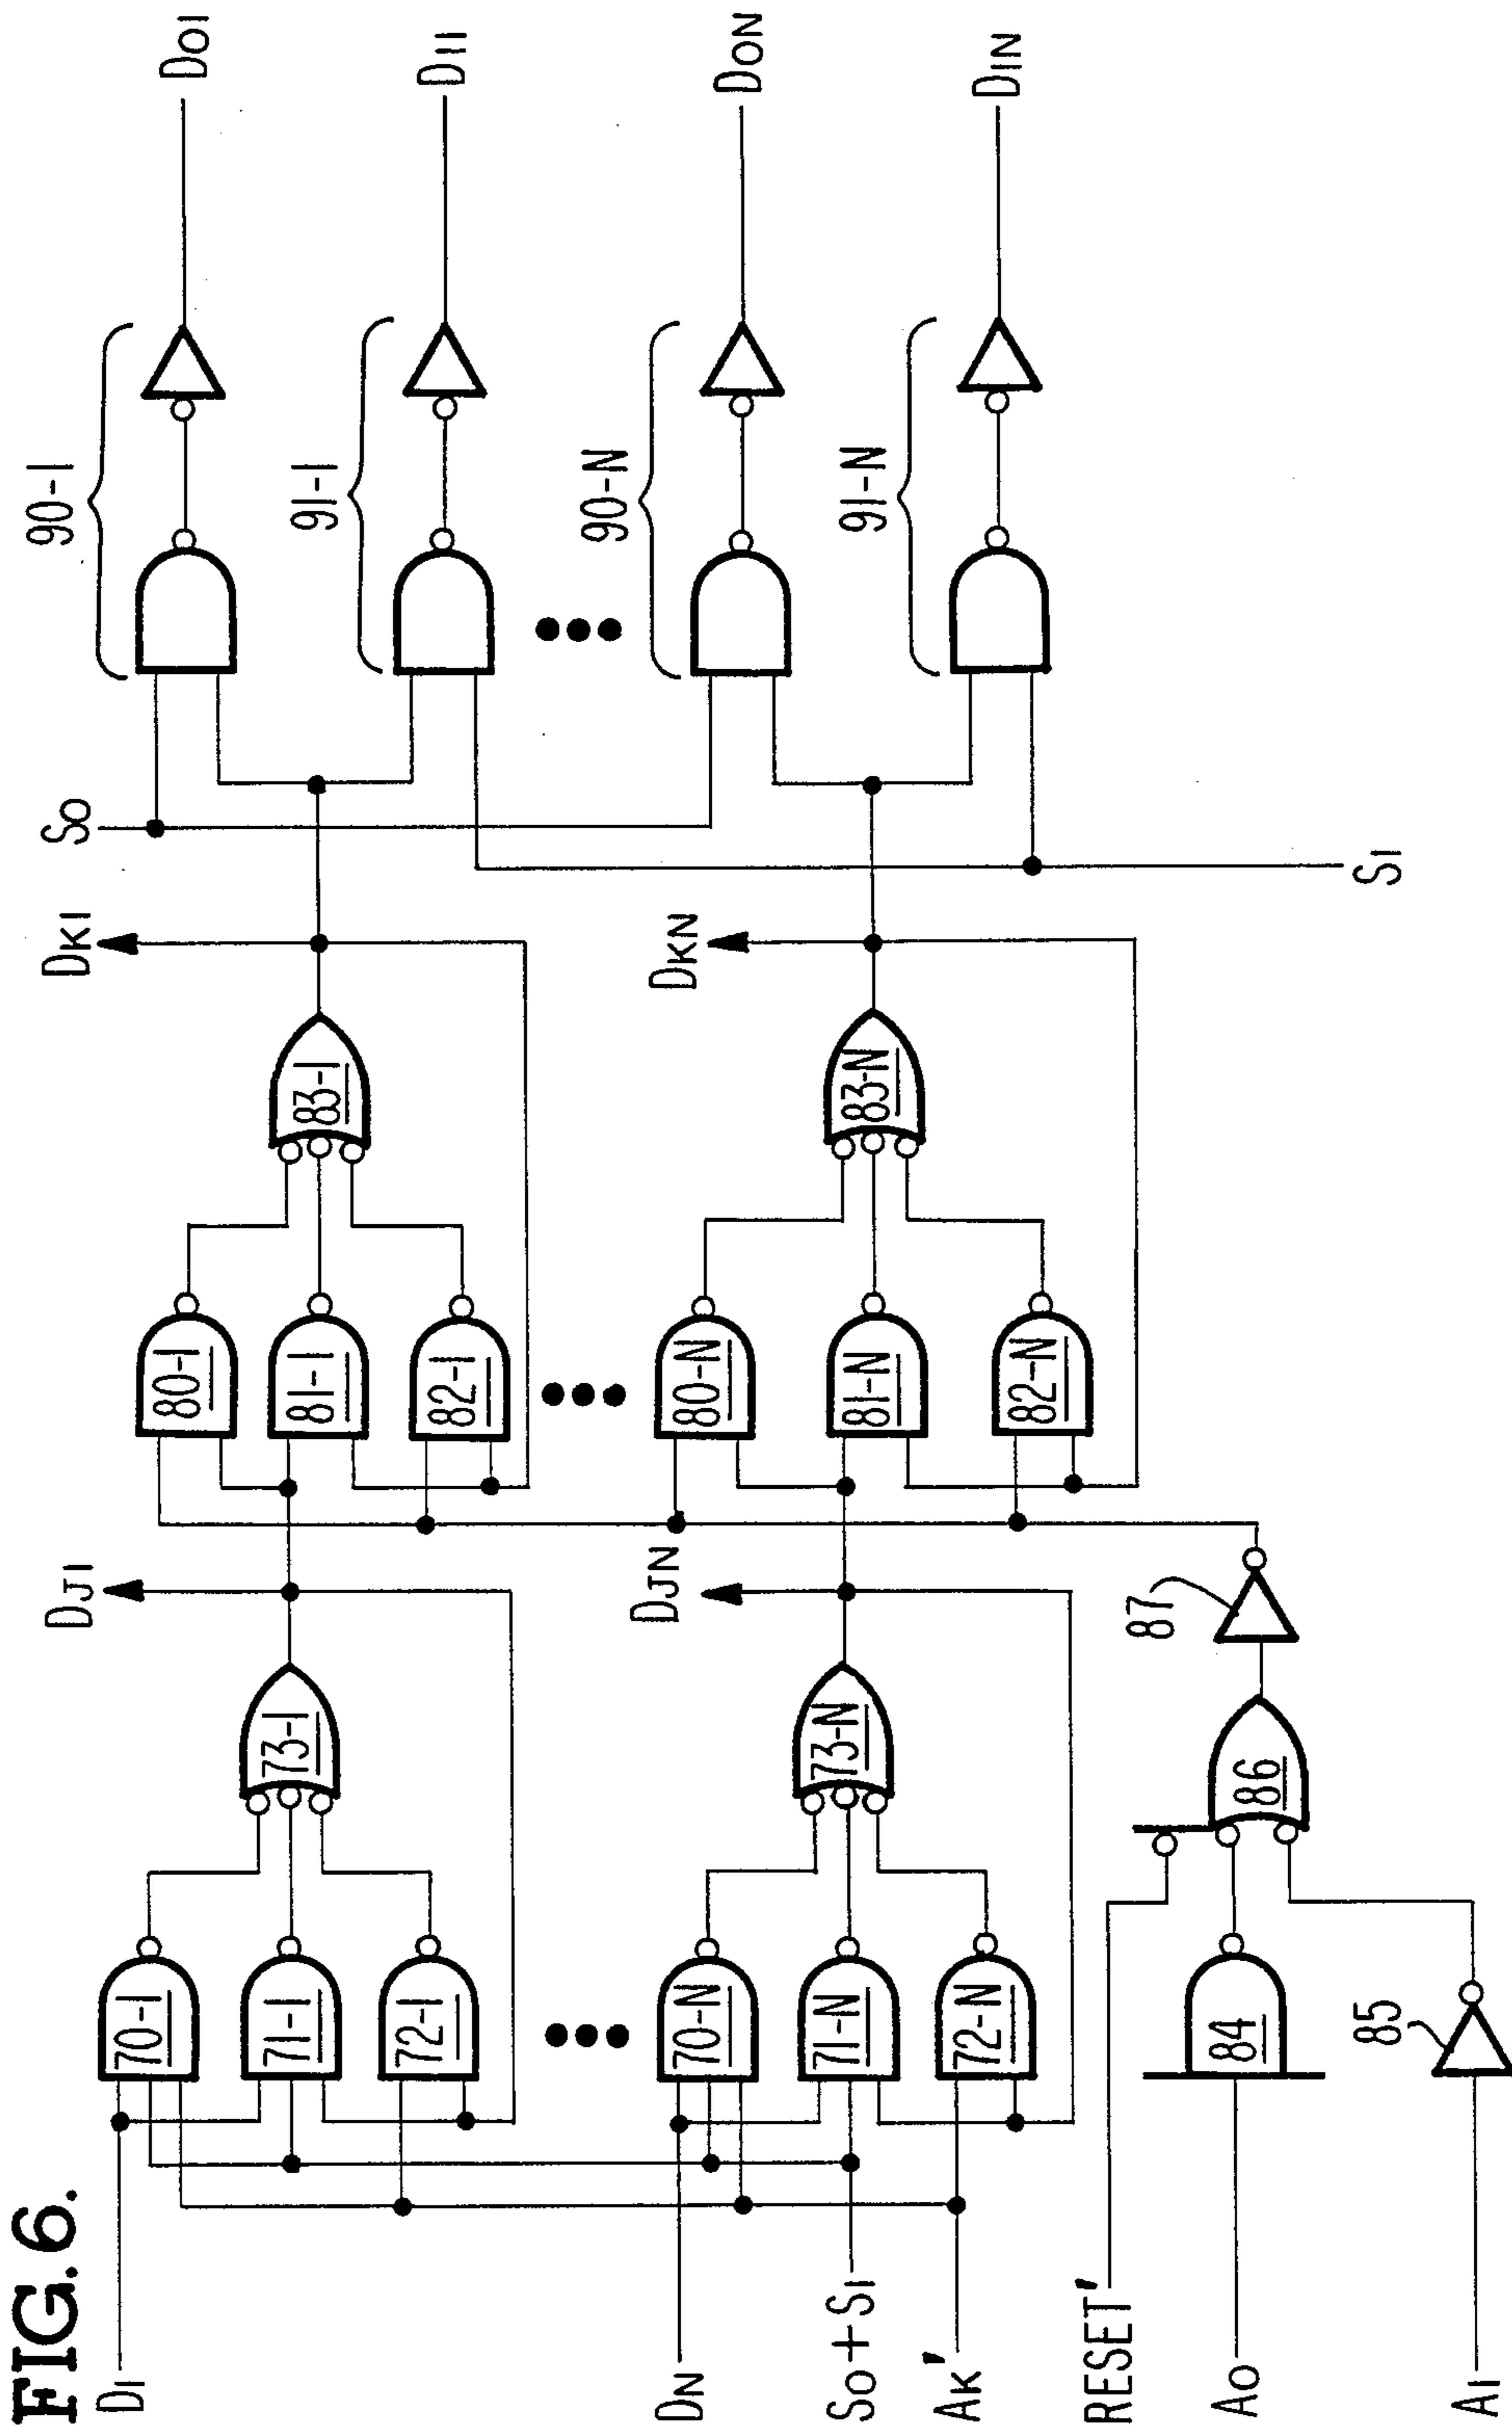 FIG. 6.
D1
DN
S0+S1
AK'
RESET'
A0
A1
70-1
71-1
72-1
70-N
71-N
72-N
84
85
73-1
73-N
86
87
DJ1
DJN
80-1
81-1
82-1
80-N
81-N
82-N
83-1
83-N
DK1
DKN
S0
S1
90-1
91-1
90-N
91-N
D01
D11
D0N
D1N